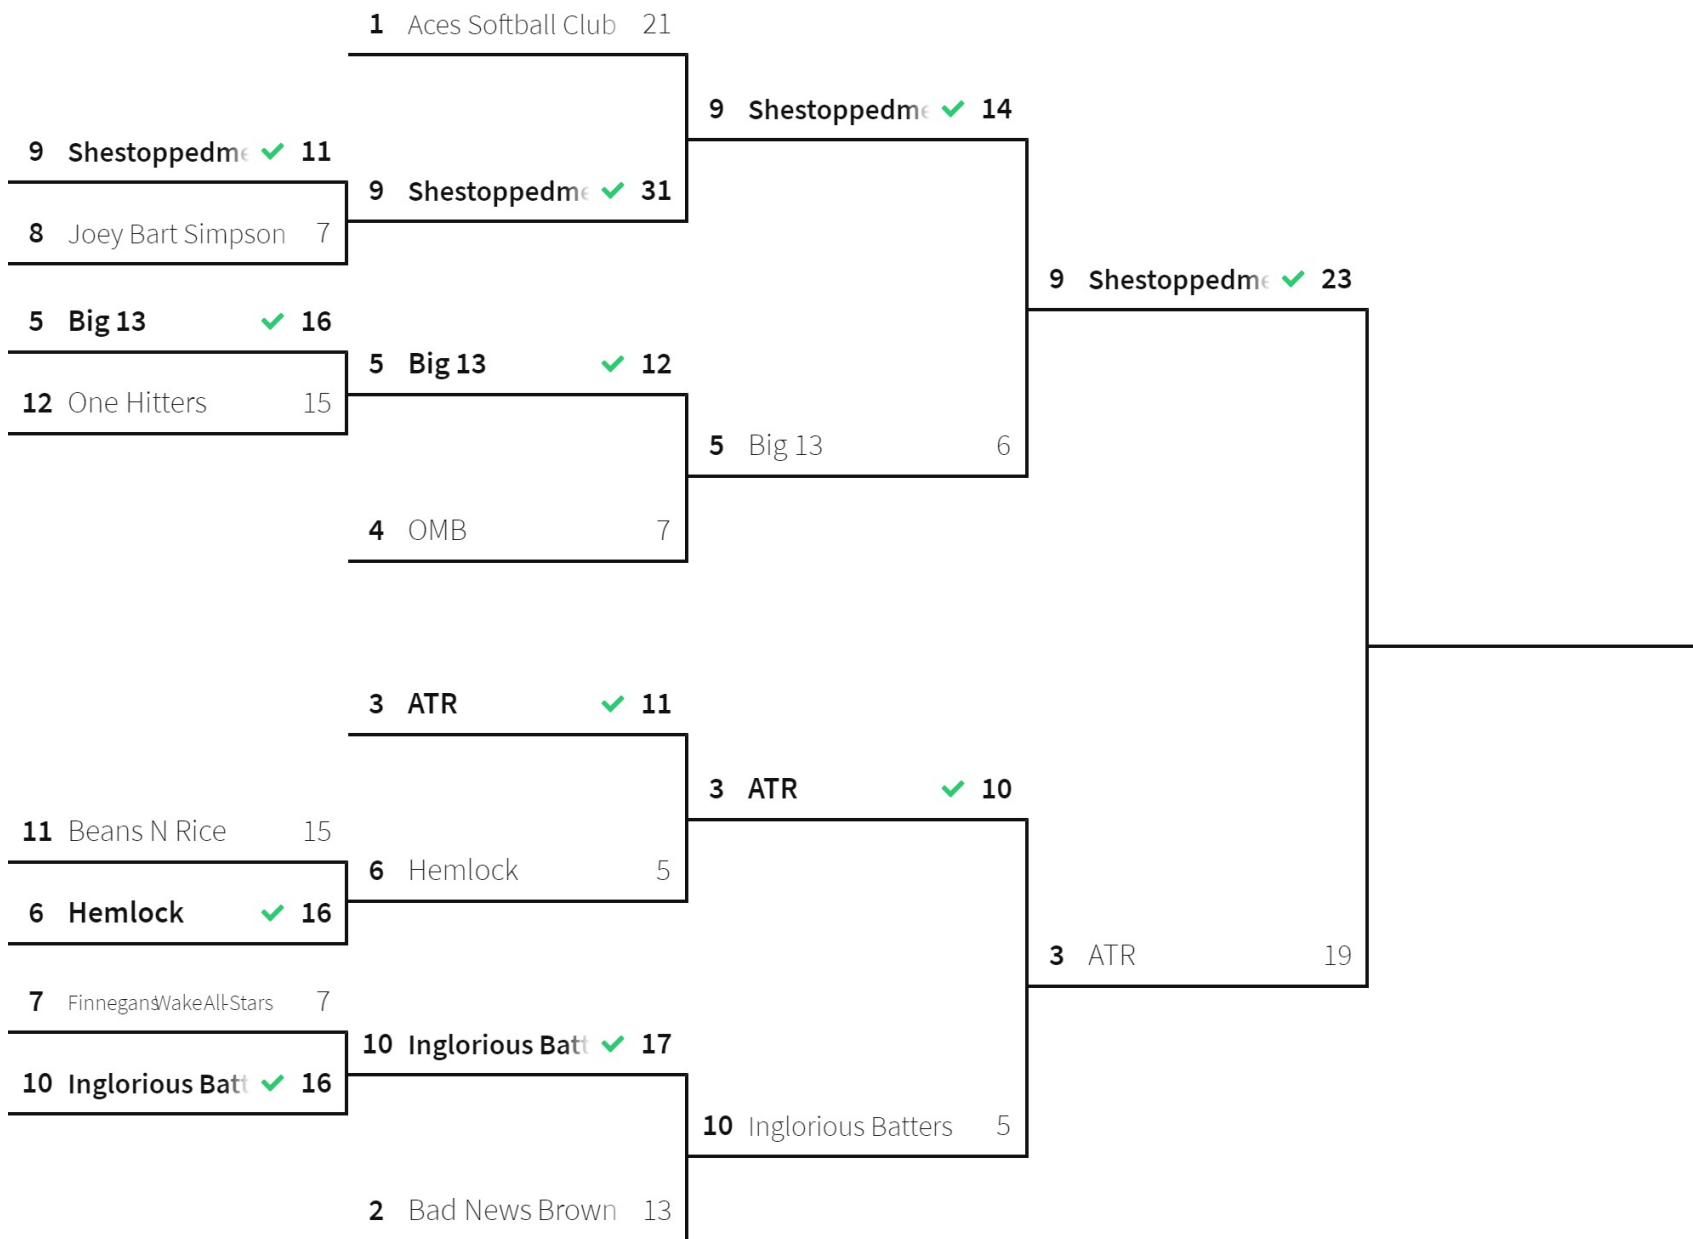 1 Aces Softball Club 21
9 Shestoppedme 14
9 Shestoppedme 11
9 Shestoppedme 31
8 Joey Bart Simpson 7
9 Shestoppedme 23
5 Big 13 16
5 Big 13 12
12 One Hitters 15
5 Big 13 6
4 OMB 7
3 ATR 11
3 ATR 10
11 Beans N Rice 15
6 Hemlock 5
6 Hemlock 16
3 ATR 19
7 FinnegansWakeAll-Stars 7
10 Inglorious Batt 17
10 Inglorious Batt 16
10 Inglorious Batters 5
2 Bad News Brown 13